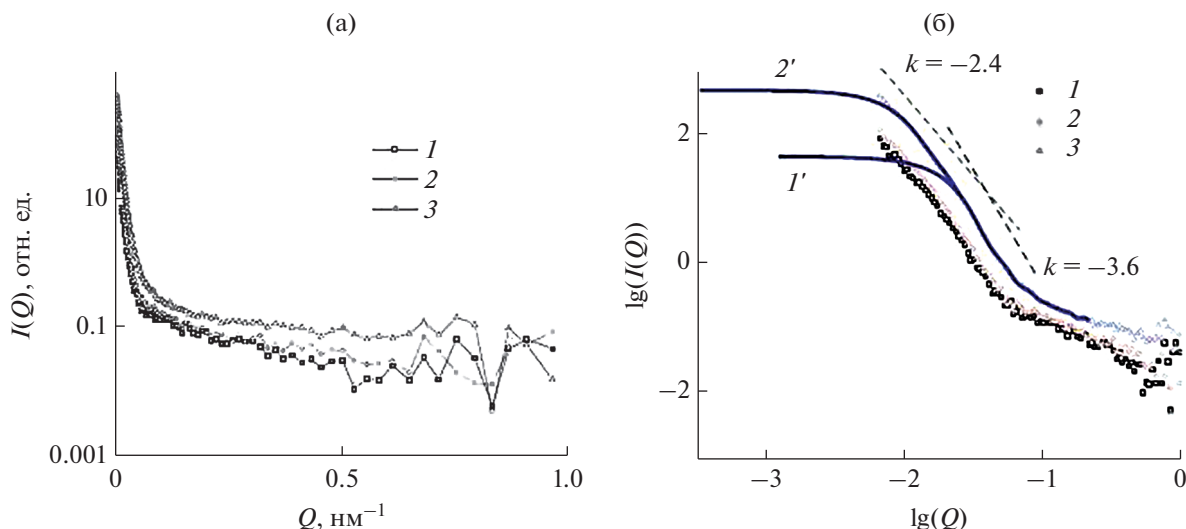 (а)
10
0.1
0.001
0
0.5
1.0
I(Q), отн. ед.
Q, нм⁻¹
1
2
3
(б)
2
0
−2
−3
−2
−1
0
lg(I(Q))
lg(Q)
2′
1′
k = −2.4
k = −3.6
1
2
3